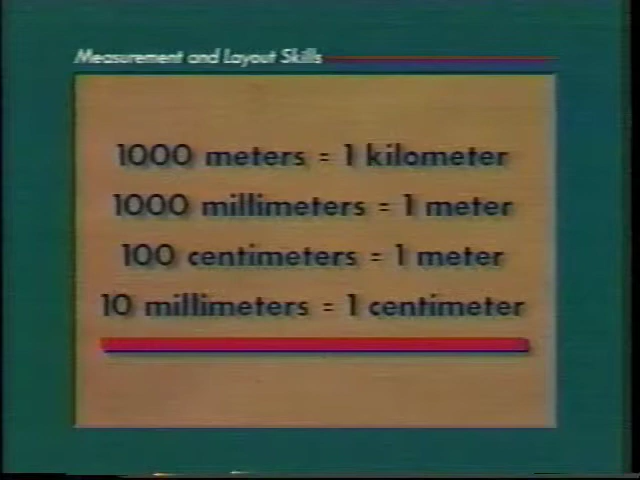 Measurement and Layout Skills
1000 meters = 1 kilometer
1000 millimeters = 1 meter
100 centimeters = 1 meter
10 millimeters = 1 centimeter